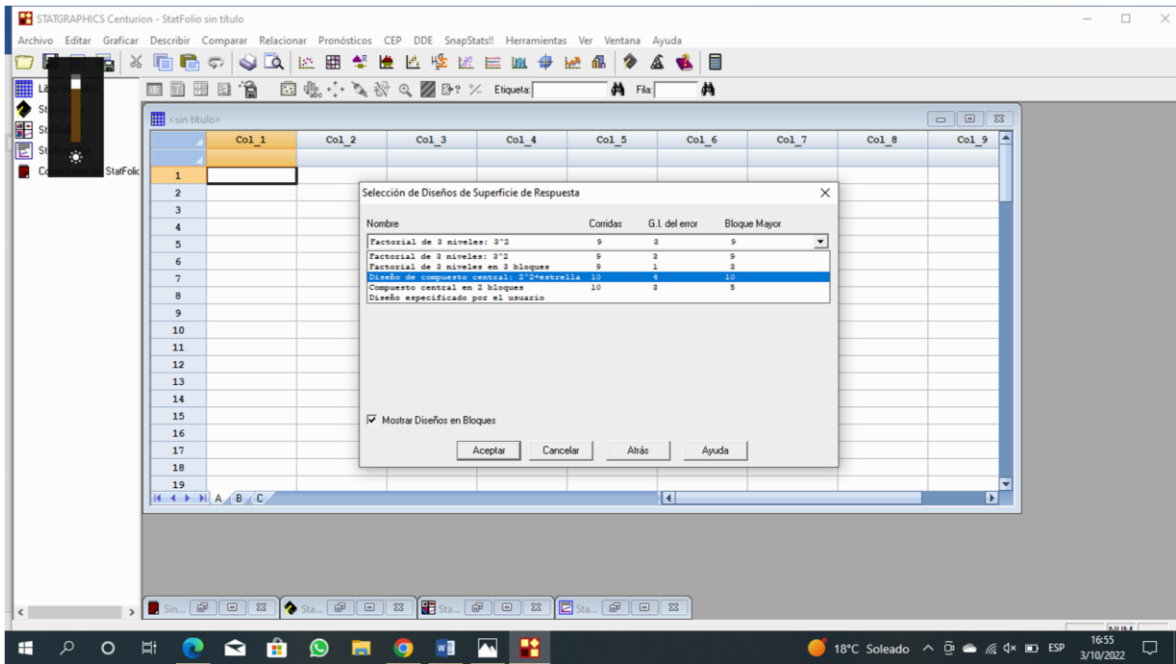 STATGRAPHICS Centurion - StatFolio sin título
Archivo Editar Graficar Describir Comparar Relacionar Pronósticos CEP DDE SnapStats!! Herramientas Ver Ventana Ayuda
Etiqueta: Fila:
StatFolio
<sin título>
Col_1 Col_2 Col_3 Col_4 Col_5 Col_6 Col_7 Col_8 Col_9
1
2
3
4
5
6
7
8
9
10
11
12
13
14
15
16
17
18
19
Selección de Diseños de Superficie de Respuesta
Nombre Corridas G.l. del error Bloque Mayor
Factorial de 3 niveles: 3^2 9 3 9
Factorial de 3 niveles: 3^2 9 3 9
Factorial de 3 niveles en 3 bloques 9 1 3
Diseño de compuesto central: 2^2+estrella 10 4 10
Compuesto central en 2 bloques 10 3 5
Diseño especificado por el usuario
Mostrar Diseños en Bloques
Aceptar Cancelar Atrás Ayuda
A B C
Sin... Sta... Sta... Sta...
NUM
18°C Soleado ESP
16:55
3/10/2022